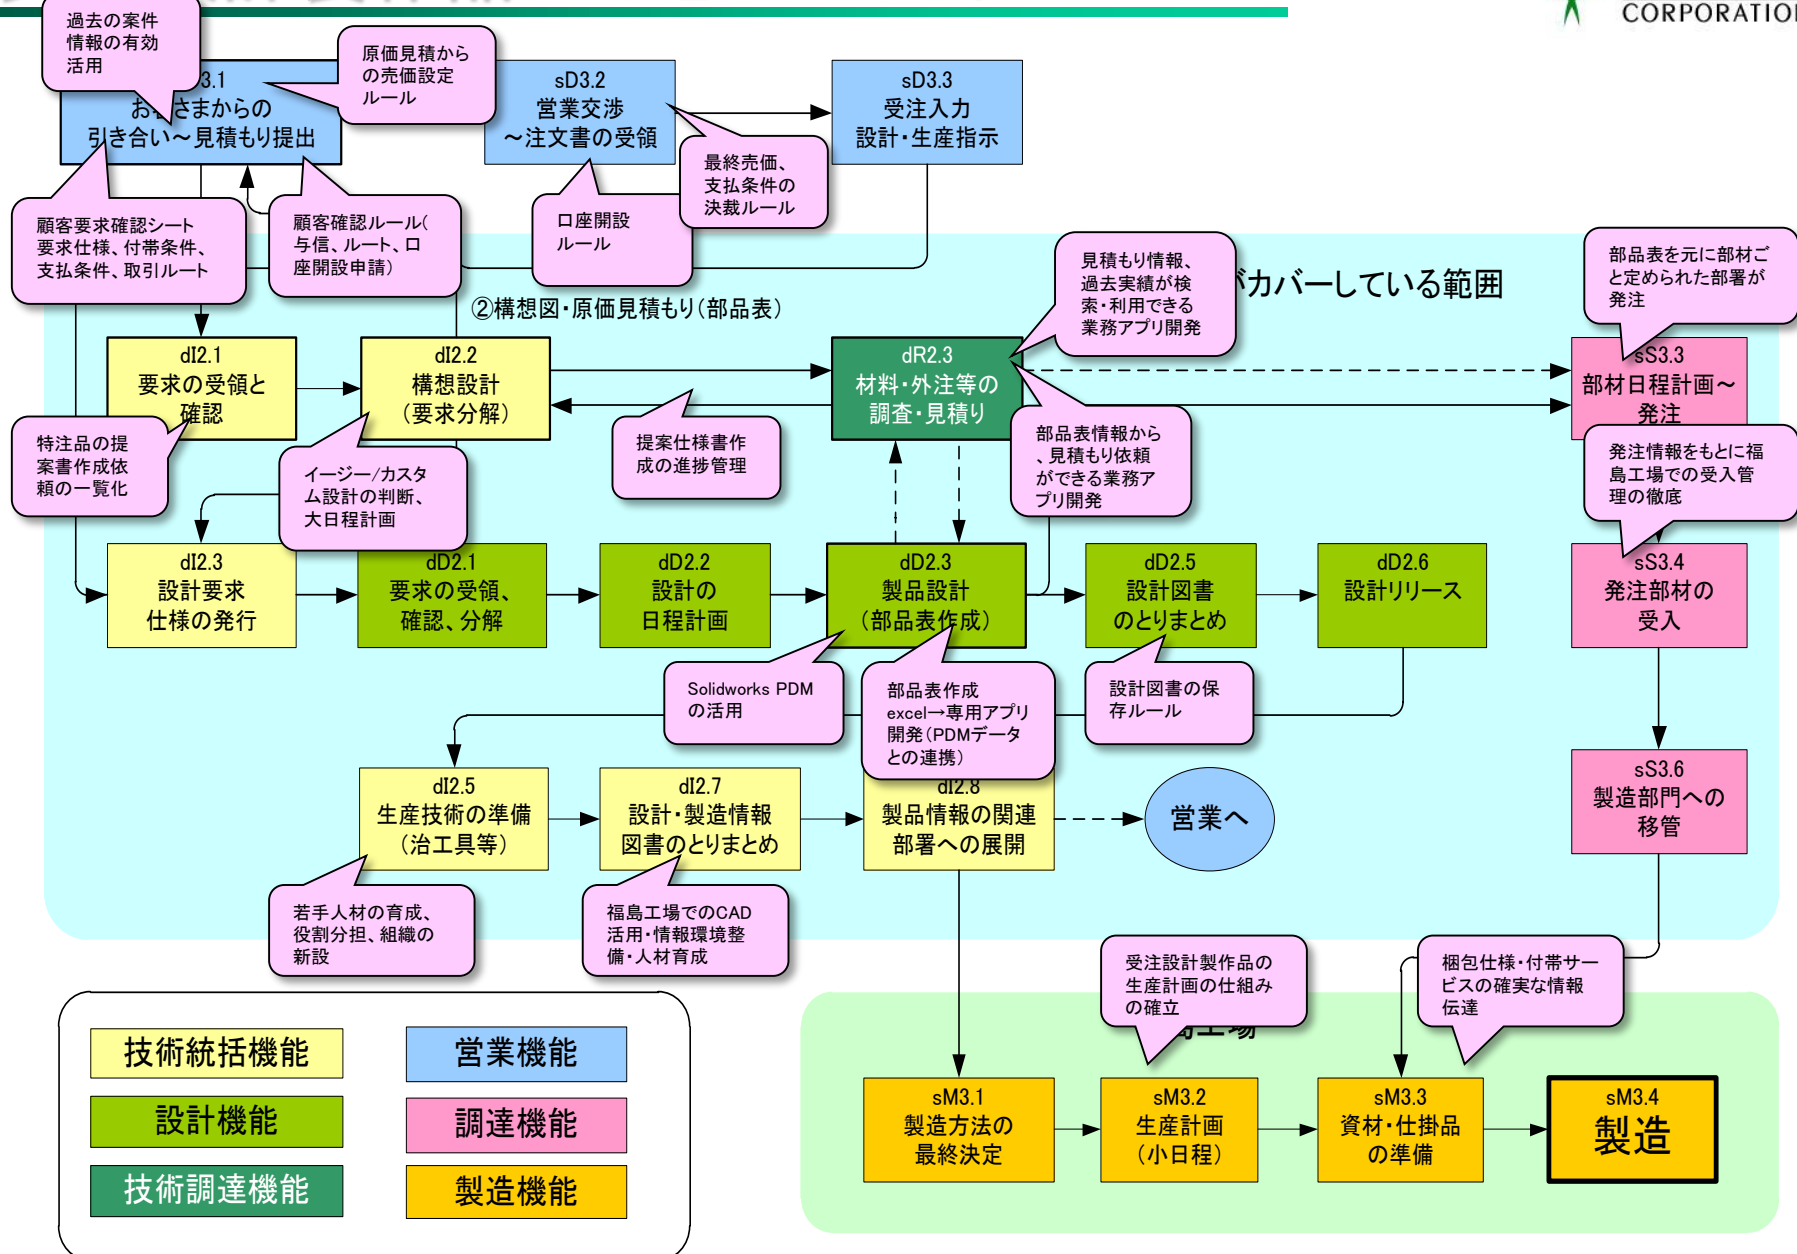 CORPORATION
過去の案件
情報の有効
活用
原価見積から
の売価設定
ルール
3.1
お
さまからの
引き合い～見積もり提出
sD3.2
営業交渉
～注文書の受領
sD3.3
受注入力
設計・生産指示
最終売価、
支払条件の
決裁ルール
顧客要求確認シート
要求仕様、付帯条件、
支払条件、取引ルート
顧客確認ルール(
与信、ルート、口
座開設申請)
口座開設
ルール
見積もり情報、
過去実績が検
索・利用できる
業務アプリ開発
がカバーしている範囲
部品表を元に部材ご
と定められた部署が
発注
②構想図・原価見積もり(部品表)
dI2.1
要求の受領と
確認
dI2.2
構想設計
(要求分解)
dR2.3
材料・外注等の
調査・見積り
sS3.3
部材日程計画～
発注
特注品の提
案書作成依
頼の一覧化
イージー/カスタ
ム設計の判断、
大日程計画
提案仕様書作
成の進捗管理
部品表情報から
、見積もり依頼
ができる業務ア
プリ開発
発注情報をもとに福
島工場での受入管
理の徹底
dI2.3
設計要求
仕様の発行
dD2.1
要求の受領、
確認、分解
dD2.2
設計の
日程計画
dD2.3
製品設計
(部品表作成)
dD2.5
設計図書
のとりまとめ
dD2.6
設計リリース
sS3.4
発注部材の
受入
Solidworks PDM
の活用
部品表作成
excel→専用アプリ
開発(PDMデータ
との連携)
設計図書の保
存ルール
dI2.5
生産技術の準備
(治工具等)
dI2.7
設計・製造情報
図書のとりまとめ
dI2.8
製品情報の関連
部署への展開
営業へ
sS3.6
製造部門への
移管
若手人材の育成、
役割分担、組織の
新設
福島工場でのCAD
活用・情報環境整
備・人材育成
受注設計製作品の
生産計画の仕組み
の確立
梱包仕様・付帯サー
ビスの確実な情報
伝達
島工場
sM3.1
製造方法の
最終決定
sM3.2
生産計画
(小日程)
sM3.3
資材・仕掛品
の準備
sM3.4
製造
技術統括機能
営業機能
設計機能
調達機能
技術調達機能
製造機能